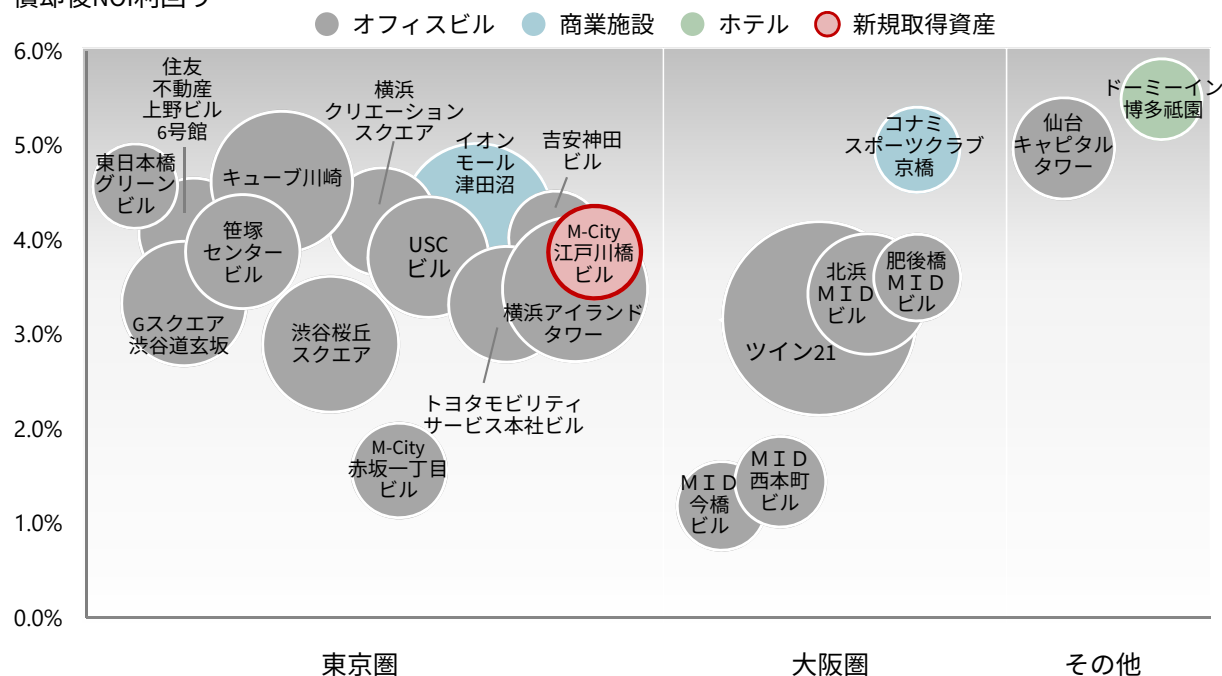 償却後NOI利回り
オフィスビル
商業施設
ホテル
新規取得資産
6.0%
5.0%
4.0%
3.0%
2.0%
1.0%
0.0%
住友
不動産
上野ビル
6号館
東日本橋
グリーン
ビル
キューブ川崎
横浜
クリエーション
スクエア
イオン
モール
津田沼
吉安神田
ビル
笹塚
センター
ビル
USC
ビル
M-City
江戸川橋
ビル
Gスクエア
渋谷道玄坂
渋谷桜丘
スクエア
横浜アイランド
タワー
トヨタモビリティ
サービス本社ビル
M-City
赤坂一丁目
ビル
コナミ
スポーツクラブ
京橋
北浜
ＭＩＤ
ビル
肥後橋
ＭＩＤ
ビル
ツイン21
ＭＩＤ
今橋
ビル
ＭＩＤ
西本町
ビル
仙台
キャピタル
タワー
ドーミーイン
博多祗園
東京圏
大阪圏
その他